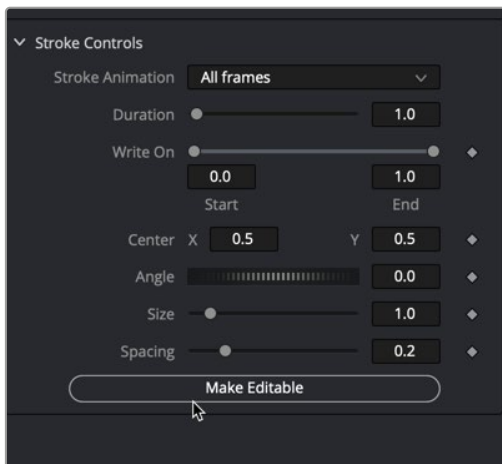 Stroke Controls
Stroke Animation All frames
Duration 1.0
Write On
0.0 1.0
Start End
Center X 0.5 Y 0.5
Angle 0.0
Size 1.0
Spacing 0.2
Make Editable